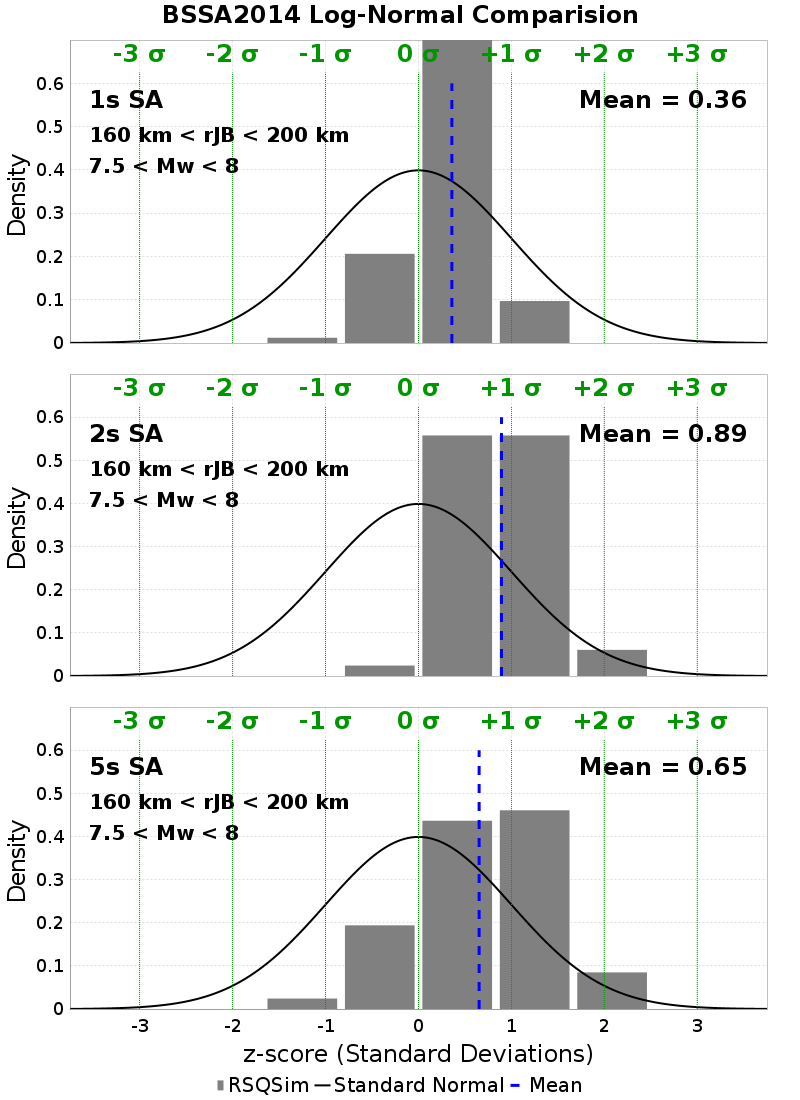 BSSA2014 Log-Normal Comparision
-3 σ -2 σ -1 σ 0 σ +1 σ +2 σ +3 σ
1s SA
Mean = 0.36
160 km < rJB < 200 km
7.5 < Mw < 8
Density
0.6
0.5
0.4
0.3
0.2
0.1
0
-3 σ -2 σ -1 σ 0 σ +1 σ +2 σ +3 σ
2s SA
Mean = 0.89
160 km < rJB < 200 km
7.5 < Mw < 8
Density
0.6
0.5
0.4
0.3
0.2
0.1
0
-3 σ -2 σ -1 σ 0 σ +1 σ +2 σ +3 σ
5s SA
Mean = 0.65
160 km < rJB < 200 km
7.5 < Mw < 8
Density
0.6
0.5
0.4
0.3
0.2
0.1
0
-3 -2 -1 0 1 2 3
z-score (Standard Deviations)
RSQSim Standard Normal Mean